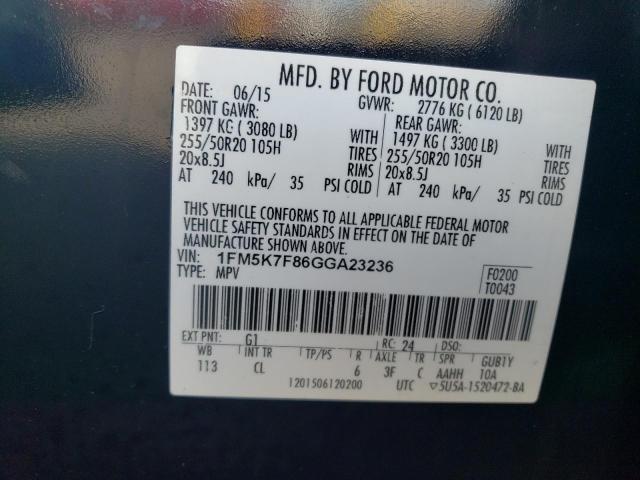 MFD. BY FORD MOTOR CO.
DATE: 06/15 GVWR: 2776 KG ( 6120 LB)
FRONT GAWR: REAR GAWR:
1397 KG ( 3080 LB) WITH 1497 KG ( 3300 LB) WITH
255/50R20 105H TIRES 255/50R20 105H TIRES
20x8.5J RIMS 20x8.5J RIMS
AT 240 kPa/ 35 PSI COLD AT 240 kPa/ 35 PSI COLD
THIS VEHICLE CONFORMS TO ALL APPLICABLE FEDERAL MOTOR
VEHICLE SAFETY STANDARDS IN EFFECT ON THE DATE OF
MANUFACTURE SHOWN ABOVE.
VIN: 1FM5K7F86GGA23236 F0200
TYPE: MPV T0043
EXT PNT: G1 RC: 24 DSO:
WB INT TR TP/PS R AXLE TR SPR GUB1Y
113 CL 6 3F C AAHH 10A
1201506120200 UTC ▽5U5A-1520472-BA